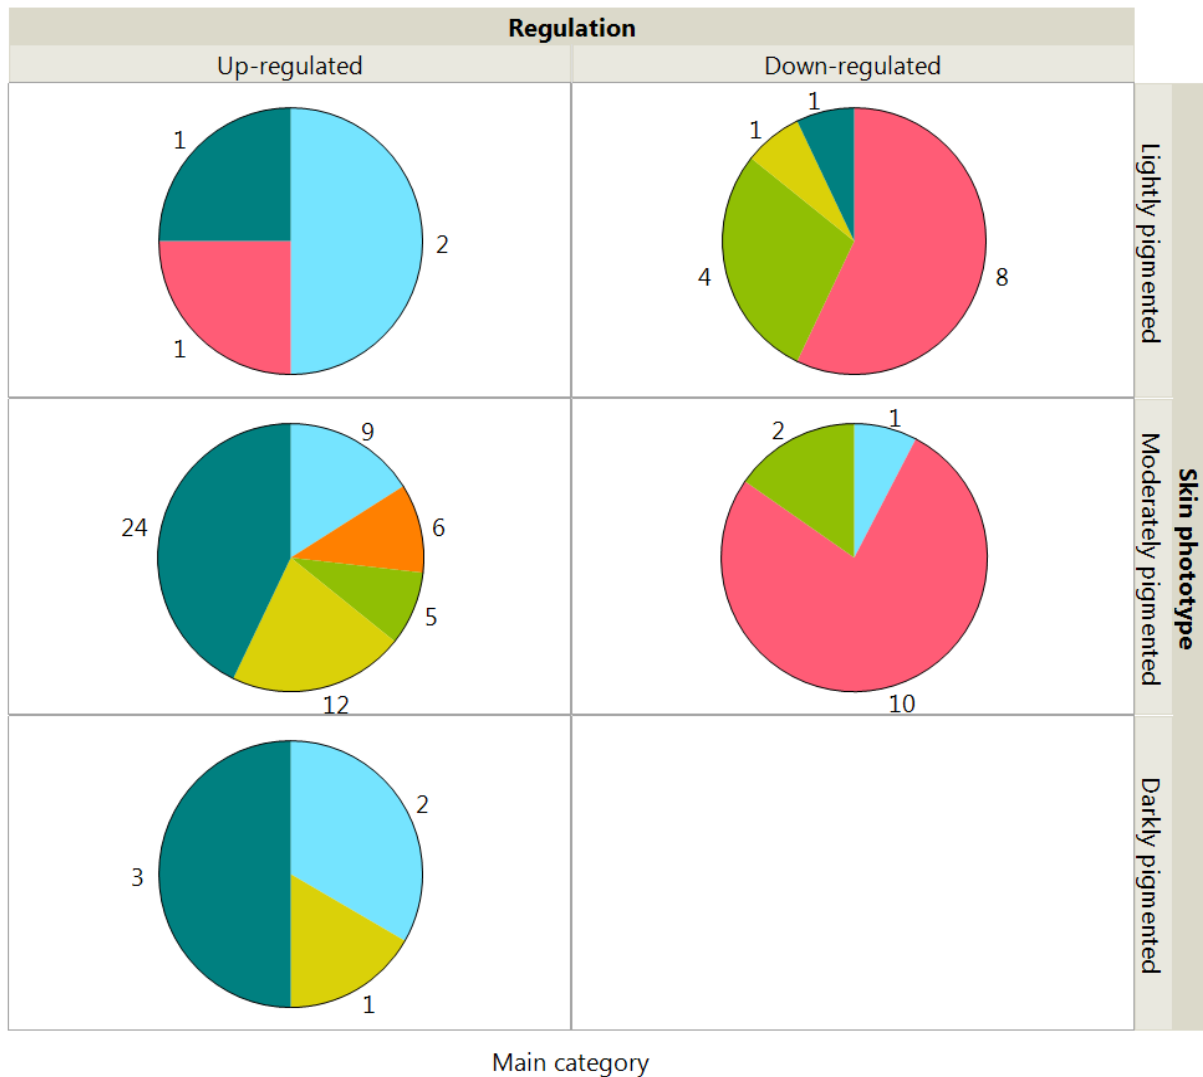 Regulation
Up-regulated
Down-regulated
1
2
1
1
1
4
8
Lightly pigmented
9
6
5
12
24
2
1
10
Moderately pigmented
Skin phototype
2
3
1
Darkly pigmented
Main category